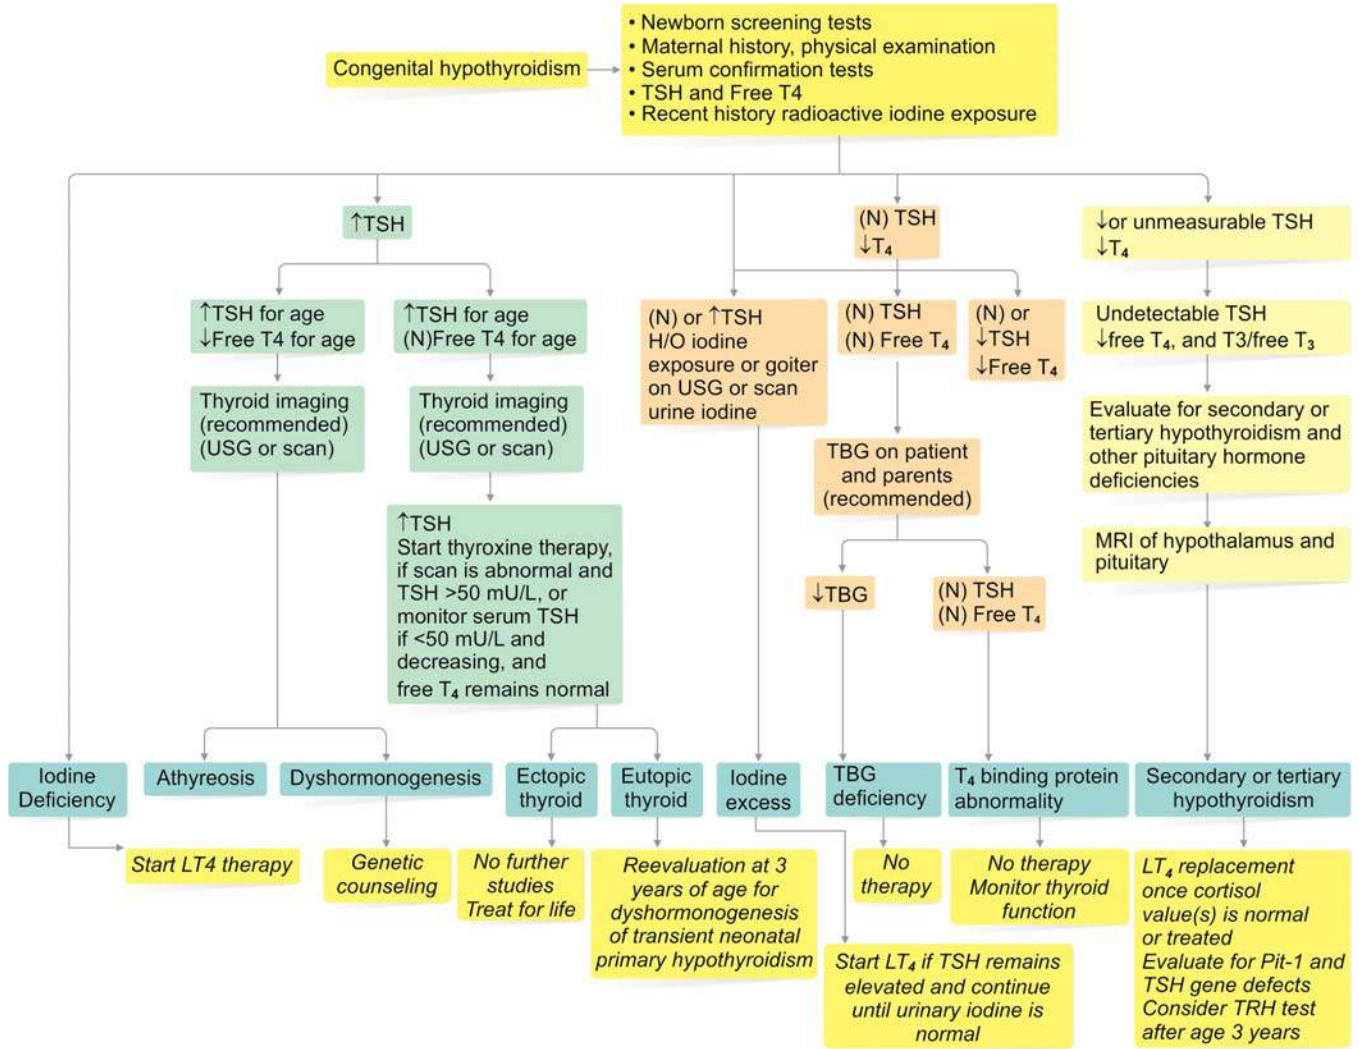 Congenital hypothyroidism
• Newborn screening tests
• Maternal history, physical examination
• Serum confirmation tests
• TSH and Free T4
• Recent history radioactive iodine exposure
↑TSH
(N) TSH
↓T₄
↓or unmeasurable TSH
↓T₄
↑TSH for age
↓Free T4 for age
↑TSH for age
(N)Free T4 for age
(N) or ↑TSH
H/O iodine
exposure or goiter
on USG or scan
urine iodine
(N) TSH
(N) Free T₄
(N) or
↓TSH
↓Free T₄
Undetectable TSH
↓free T₄, and T3/free T₃
Thyroid imaging
(recommended)
(USG or scan)
Thyroid imaging
(recommended)
(USG or scan)
TBG on patient
and parents
(recommended)
Evaluate for secondary or
tertiary hypothyroidism and
other pituitary hormone
deficiencies
↑TSH
Start thyroxine therapy,
if scan is abnormal and
TSH >50 mU/L, or
monitor serum TSH
if <50 mU/L and
decreasing, and
free T₄ remains normal
↓TBG
(N) TSH
(N) Free T₄
MRI of hypothalamus and
pituitary
Iodine
Deficiency
Athyreosis
Dyshormonogenesis
Ectopic
thyroid
Eutopic
thyroid
Iodine
excess
TBG
deficiency
T₄ binding protein
abnormality
Secondary or tertiary
hypothyroidism
Start LT4 therapy
Genetic
counseling
No further
studies
Treat for life
Reevaluation at 3
years of age for
dyshormonogenesis
of transient neonatal
primary hypothyroidism
Start LT₄ if TSH remains
elevated and continue
until urinary iodine is
normal
No
therapy
No therapy
Monitor thyroid
function
LT₄ replacement
once cortisol
value(s) is normal
or treated
Evaluate for Pit-1 and
TSH gene defects
Consider TRH test
after age 3 years